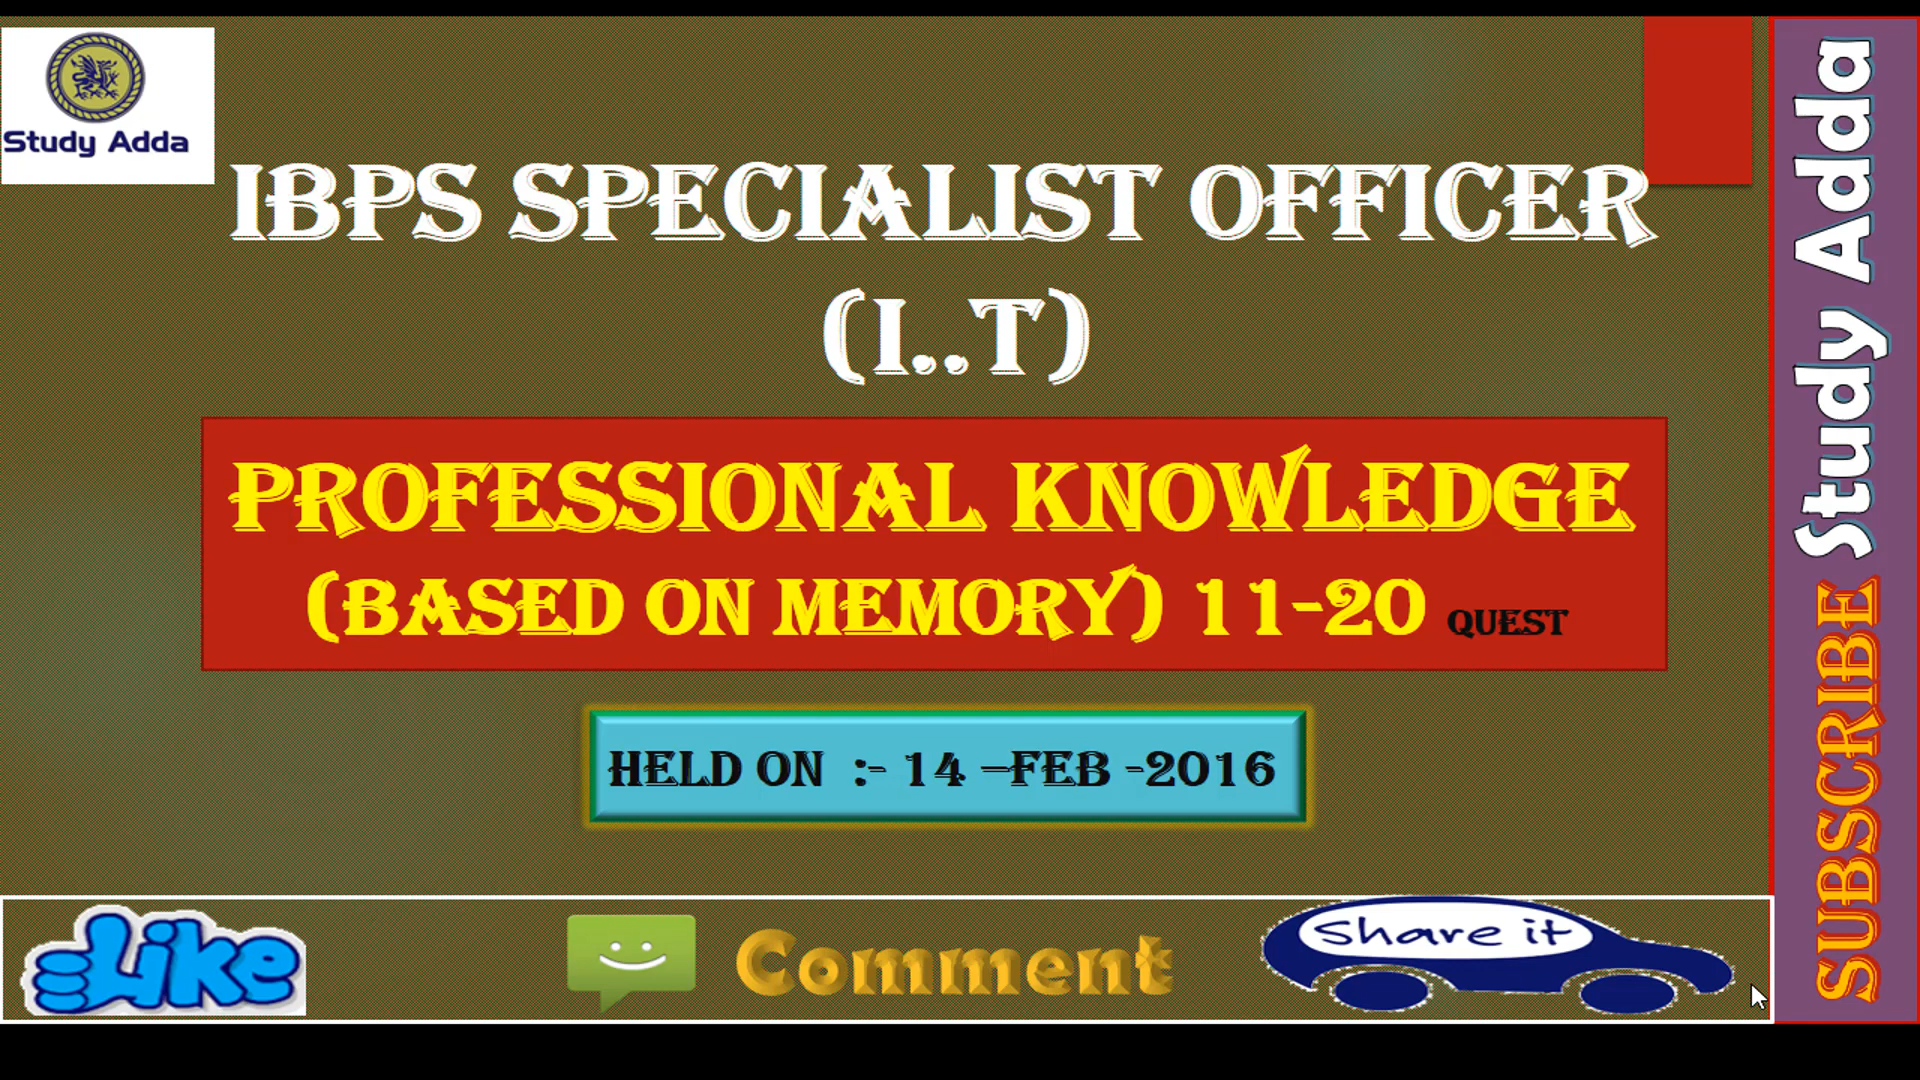 Study Adda
IBPS SPECIALIST OFFICER
(I..T)
PROFESSIONAL KNOWLEDGE
(BASED ON MEMORY) 11-20 QUEST
HELD ON :- 14 –FEB -2016
Like
Comment
Share it
SUBSCRIBE Study Adda